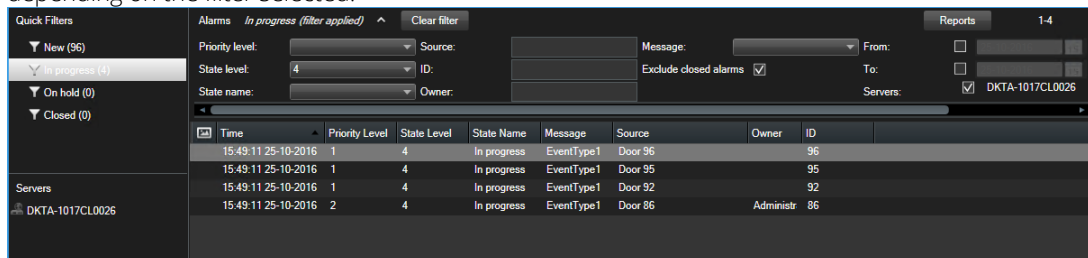 depending on the filter selected.
Quick Filters
New (96)
In progress (4)
On hold (0)
Closed (0)
Servers
DKTA-1017CL0026
Alarms In progress (filter applied) Clear filter Reports 1-4
Priority level: Source: Message: From:
State level: 4 ID: Exclude closed alarms To:
State name: Owner: Servers: DKTA-1017CL0026
Time Priority Level State Level State Name Message Source Owner ID
15:49:11 25-10-2016 1 4 In progress EventType1 Door 96 96
15:49:11 25-10-2016 1 4 In progress EventType1 Door 95 95
15:49:11 25-10-2016 1 4 In progress EventType1 Door 92 92
15:49:11 25-10-2016 2 4 In progress EventType1 Door 86 Administr 86